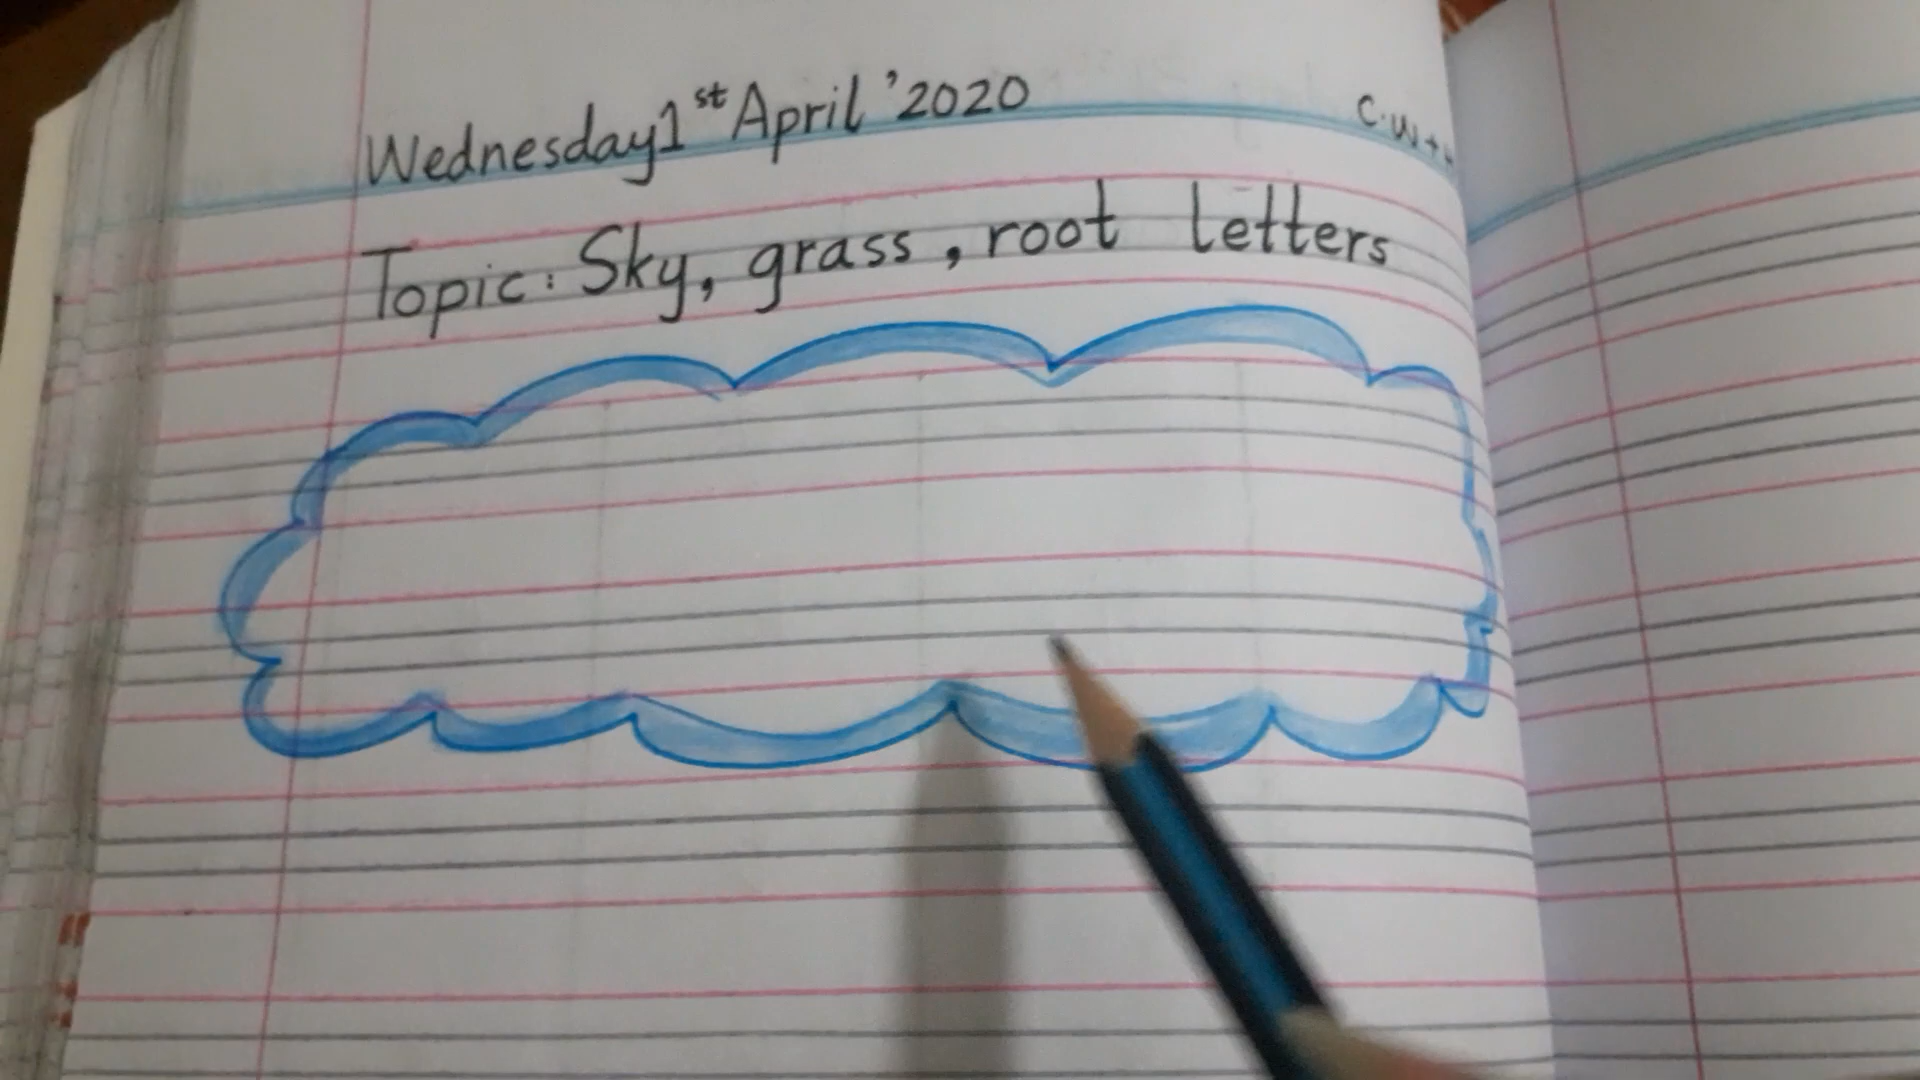 Wednesday 1st April '2020
C.W+
Topic: Sky, grass, root letters